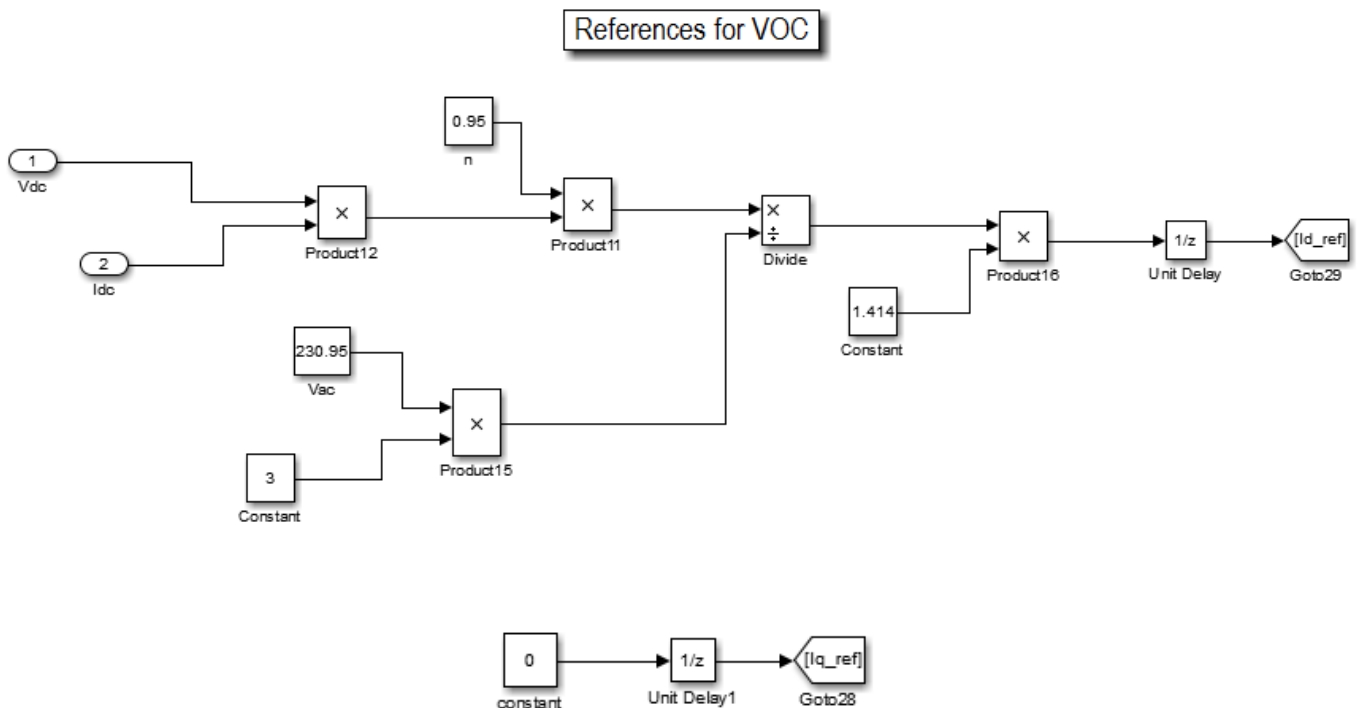 References for VOC
0.95
n
1
Vdc
×
Product12
×
Product11
×
÷
Divide
×
Product16
1/z
Unit Delay
[Id_ref]
Goto29
2
Idc
1.414
Constant
230.95
Vac
×
Product15
3
Constant
0
constant
1/z
Unit Delay1
[Iq_ref]
Goto28